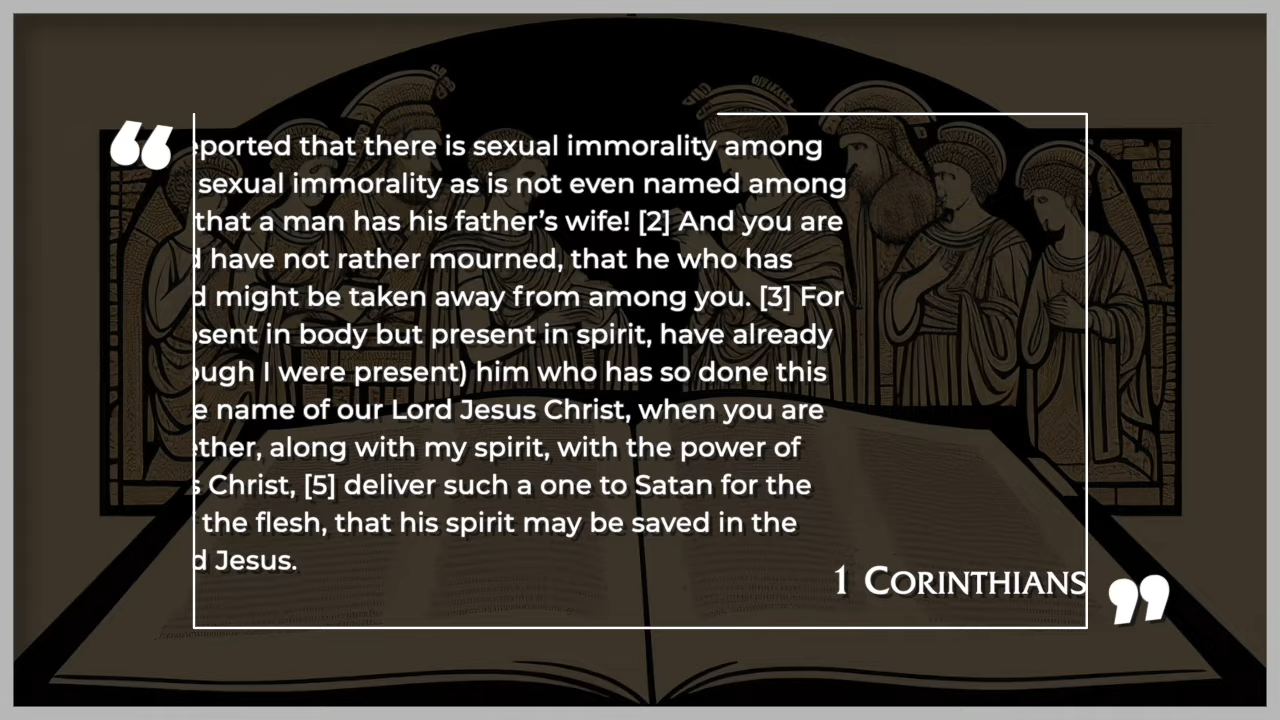 eported that there is sexual immorality among
sexual immorality as is not even named among
that a man has his father’s wife! [2] And you are
d have not rather mourned, that he who has
d might be taken away from among you. [3] For
sent in body but present in spirit, have already
ough I were present) him who has so done this
e name of our Lord Jesus Christ, when you are
ether, along with my spirit, with the power of
s Christ, [5] deliver such a one to Satan for the
the flesh, that his spirit may be saved in the
d Jesus.
1 CORINTHIANS